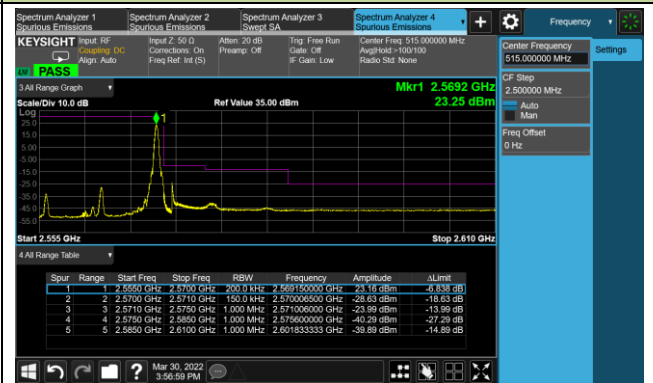 Spectrum Analyzer 1
Spurious Emissions
Spectrum Analyzer 2
Spurious Emissions
Spectrum Analyzer 3
Swept SA
Spectrum Analyzer 4
Spurious Emissions
Frequency
KEYSIGHT
Input: RF
Coupling: DC
Align: Auto
Input Z: 50 Ω
Corrections: On
Freq Ref: Int (S)
Atten: 20 dB
Preamp: Off
Trig: Free Run
Gate: Off
IF Gain: Low
Center Freq: 515.000000 MHz
Avg|Hold:>100/100
Radio Std: None
PASS
Center Frequency
515.000000 MHz
Settings
CF Step
2.500000 MHz
Auto
Man
Freq Offset
0 Hz
3 All Range Graph
Mkr1 2.5692 GHz
Scale/Div 10.0 dB
Ref Value 35.00 dBm
23.25 dBm
Log
25.0
15.0
5.00
-5.00
-15.0
-25.0
-35.0
-45.0
-55.0
1
Start 2.555 GHz
Stop 2.610 GHz
4 All Range Table
Spur Range Start Freq Stop Freq RBW Frequency Amplitude ΔLimit
1 1 2.5550 GHz 2.5700 GHz 200.0 kHz 2.569150000 GHz 23.16 dBm -6.838 dB
2 2 2.5700 GHz 2.5710 GHz 150.0 kHz 2.570006500 GHz -28.63 dBm -18.63 dB
3 3 2.5710 GHz 2.5750 GHz 1.000 MHz 2.571006000 GHz -23.99 dBm -13.99 dB
4 4 2.5750 GHz 2.5850 GHz 1.000 MHz 2.575600000 GHz -40.29 dBm -27.29 dB
5 5 2.5850 GHz 2.6100 GHz 1.000 MHz 2.601833333 GHz -39.89 dBm -14.89 dB
Mar 30, 2022
3:56:59 PM